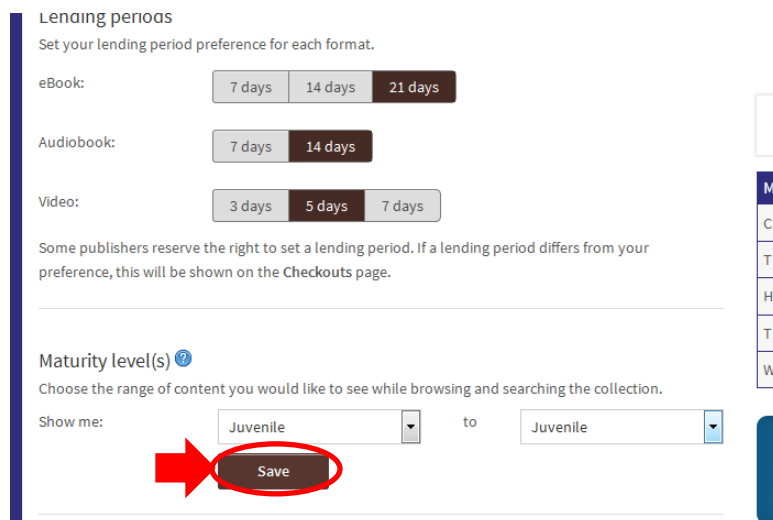 Lending periods
Set your lending period preference for each format.
eBook: 7 days 14 days 21 days
Audiobook: 7 days 14 days
Video: 3 days 5 days 7 days
Some publishers reserve the right to set a lending period. If a lending period differs from your
preference, this will be shown on the Checkouts page.
Maturity level(s) ?
Choose the range of content you would like to see while browsing and searching the collection.
Show me: Juvenile to Juvenile
Save